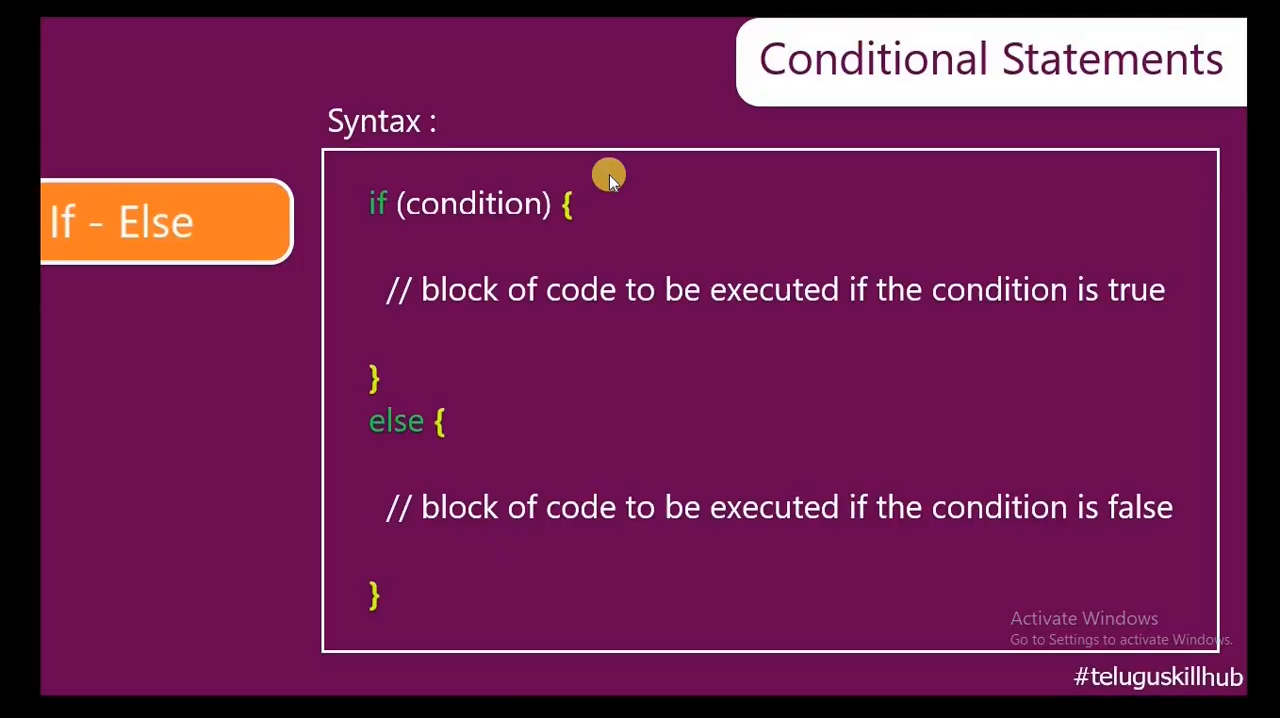 Conditional Statements
Syntax :
If - Else
if (condition) {
// block of code to be executed if the condition is true
}
else {
// block of code to be executed if the condition is false
}
Activate Windows
Go to Settings to activate Windows.
#teluguskillhub